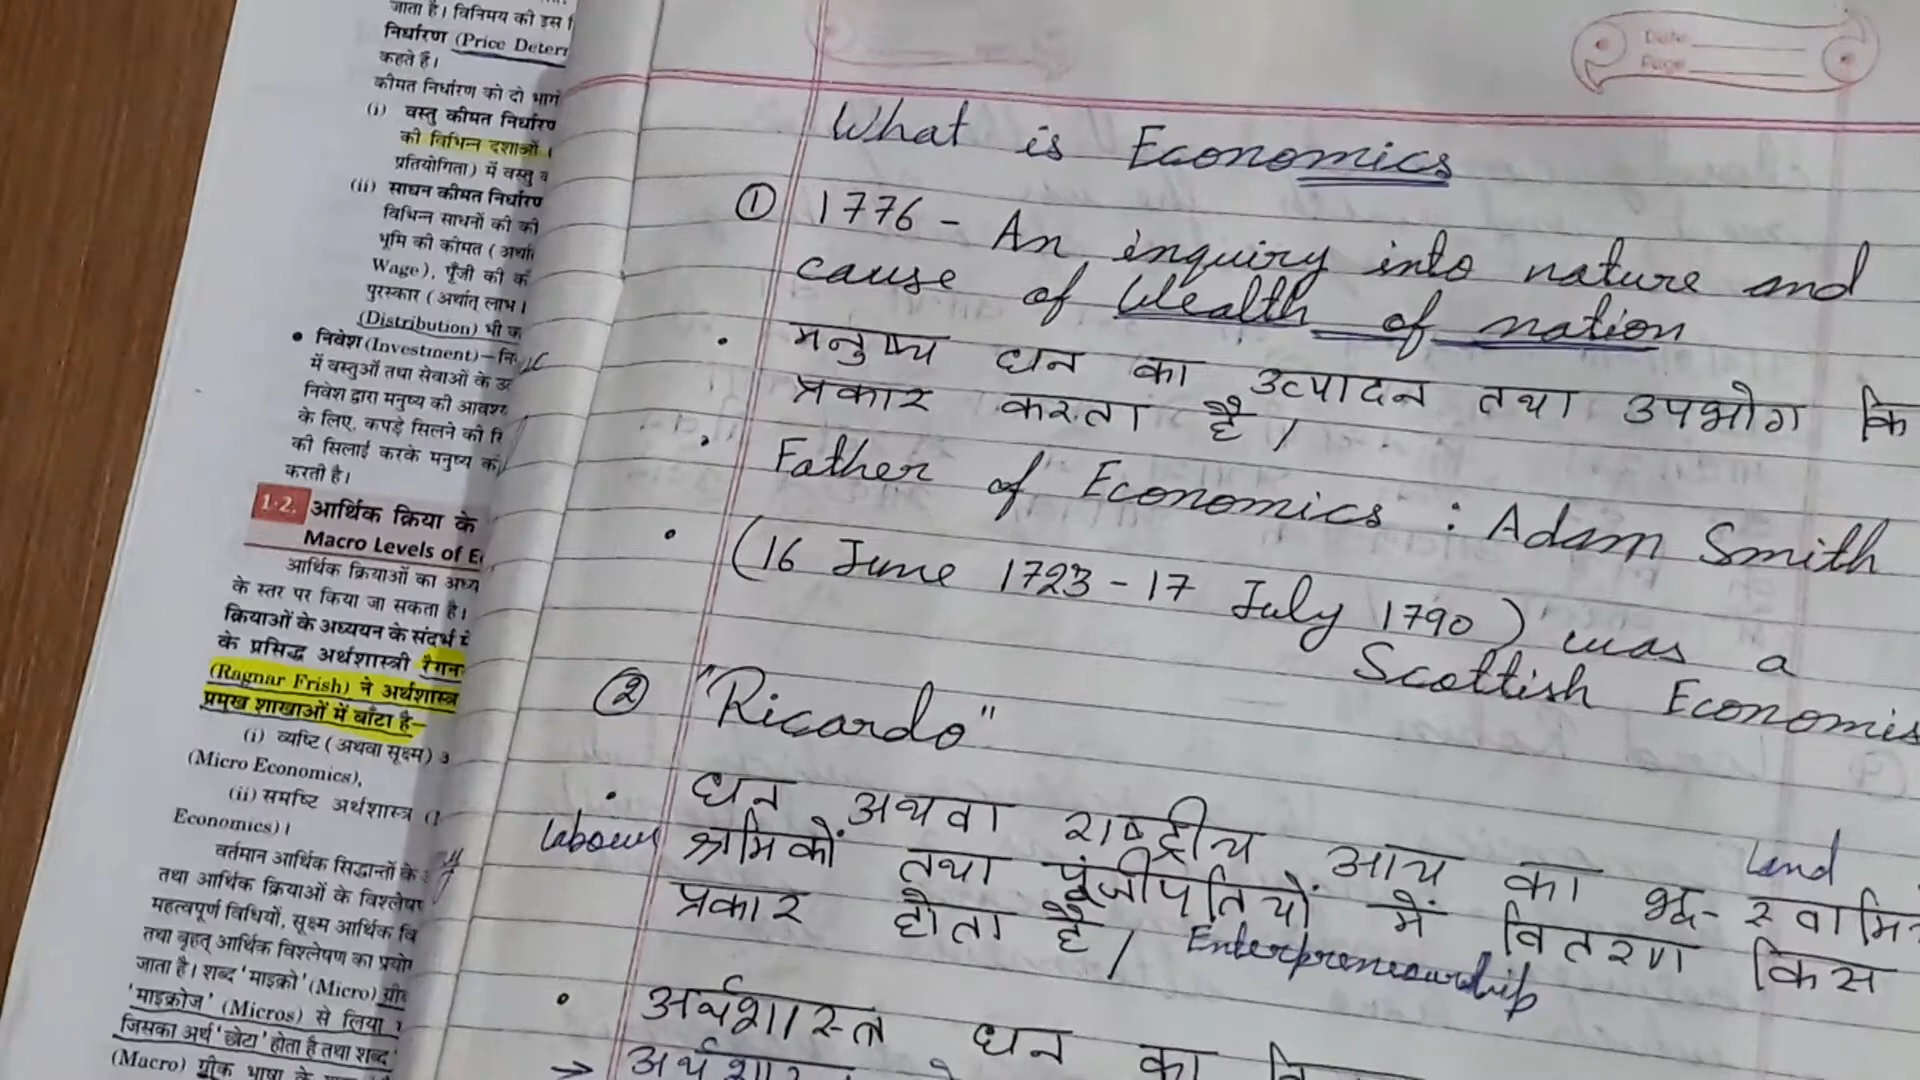 जाता है। विनिमय की इस
निर्धारण (Price Deter
कहते हैं।
कीमत निर्धारण को दो भागों
(i) वस्तु कीमत निर्धारण
की विभिन्न दशाओं (
प्रतियोगिता) में वस्तु
(ii) साधन कीमत निर्धारण
विभिन्न साधनों की की
भूमि की कीमत (अर्थात
Wage), पूँजी की
पुरस्कार (अर्थात् लाभ
(Distribution) भी
• निवेश (Investment)—
में वस्तुओं तथा सेवाओं के
निवेश द्वारा मनुष्य की
के लिए, कपड़े सिलने की
की सिलाई करके मनुष्य
करती है।
1·2. आर्थिक क्रिया के
Macro Levels of E
आर्थिक क्रियाओं का
के स्तर पर किया जा सकता है।
क्रियाओं के अध्ययन के संदर्भ में
के प्रसिद्ध अर्थशास्त्री रैगन
(Ragnar Frish) ने अर्थशास्त्र
प्रमुख शाखाओं में बाँटा है—
(i) व्यष्टि (अथवा सूक्ष्म)
(Micro Economics),
(ii) समष्टि अर्थशास्त्र (
Economics)।
वर्तमान आर्थिक सिद्धान्तों के
तथा आर्थिक क्रियाओं के विश्लेषण
महत्वपूर्ण विधियों, सूक्ष्म आर्थिक
तथा बृहत् आर्थिक विश्लेषण का
जाता है। शब्द 'माइक्रो' (Micro) ग्रीक
'माइक्रोज' (Micros) से लिया
जिसका अर्थ 'छोटा' होता है तथा शब्द
(Macro) ग्रीक भाषा के
Date
Page
What is Economics
① 1776 - An inquiry into nature and
cause of Wealth of nation
• मनुष्य धन का उत्पादन तथा उपभोग कि
प्रकार करता है।
• Father of Economics : Adam Smith
• (16 June 1723 - 17 July 1790) was a
Scottish Economis
② "Ricardo"
• धन अथवा राष्ट्रीय आय का भू-स्वामि
Land
labour श्रमिकों तथा पूंजीपतियों में वितरण किस
प्रकार होता है। Enterpreneurship
• अर्थशास्त्र धन का
→ अर्थशा